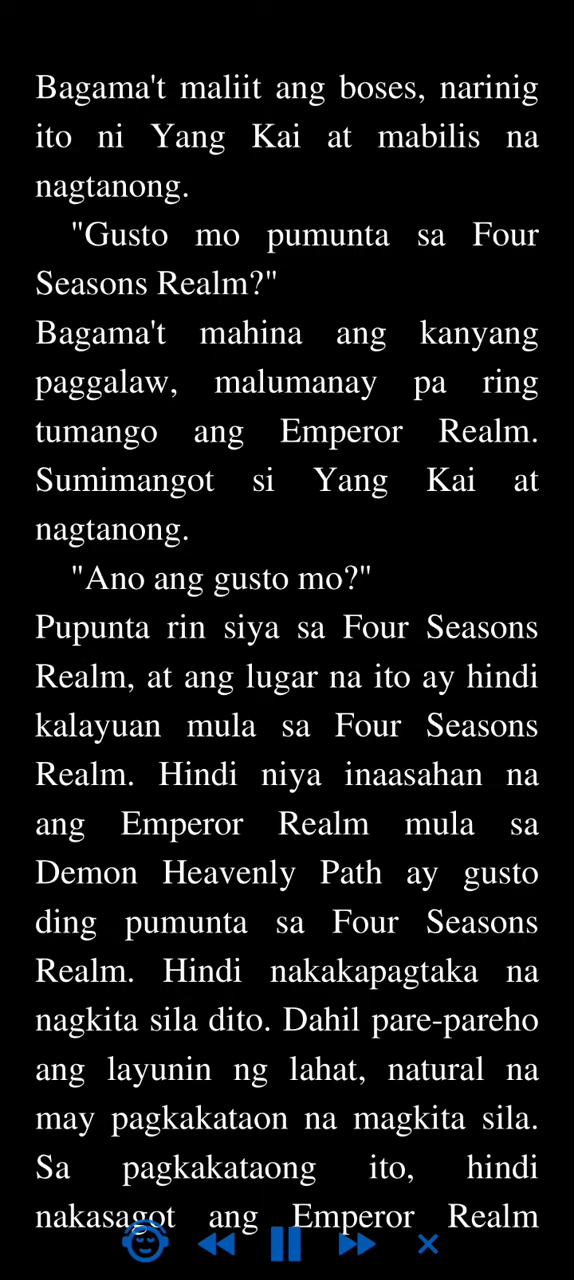 Bagama't maliit ang boses, narinig
ito ni Yang Kai at mabilis na
nagtanong.
"Gusto mo pumunta sa Four
Seasons Realm?"
Bagama't mahina ang kanyang
paggalaw, malumanay pa ring
tumango ang Emperor Realm.
Sumimangot si Yang Kai at
nagtanong.
"Ano ang gusto mo?"
Pupunta rin siya sa Four Seasons
Realm, at ang lugar na ito ay hindi
kalayuan mula sa Four Seasons
Realm. Hindi niya inaasahan na
ang Emperor Realm mula sa
Demon Heavenly Path ay gusto
ding pumunta sa Four Seasons
Realm. Hindi nakakapagtaka na
nagkita sila dito. Dahil pare-pareho
ang layunin ng lahat, natural na
may pagkakataon na magkita sila.
Sa pagkakataong ito, hindi
nakasagot ang Emperor Realm